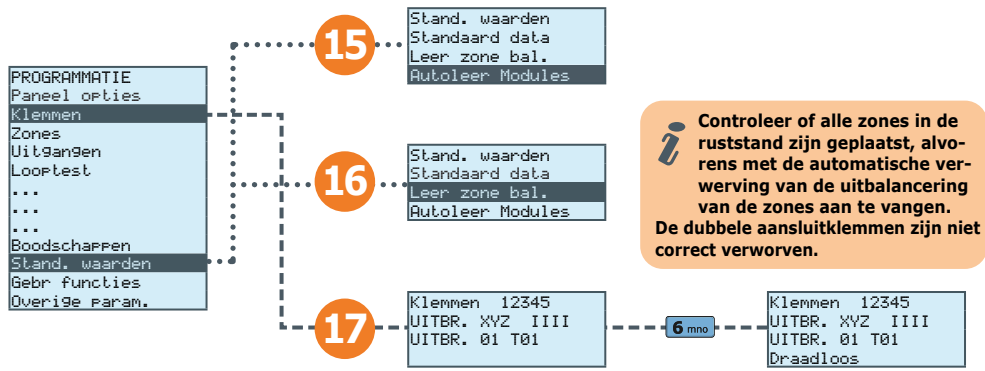 PROGRAMMATIE
Paneel opties
Klemmen
Zones
Uitgangen
Looptest
...
...
...
Boodschappen
Stand. waarden
Gebr functies
Overige param.
15
Stand. waarden
Standaard data
Leer zone bal.
Autoleer Modules
16
Stand. waarden
Standaard data
Leer zone bal.
Autoleer Modules
i
Controleer of alle zones in de
ruststand zijn geplaatst, alvo-
rens met de automatische ver-
werving van de uitbalancering
van de zones aan te vangen.
De dubbele aansluitklemmen zijn niet
correct verworven.
17
Klemmen 12345
UITBR. XYZ IIII
UITBR. 01 T01
6 mno
Klemmen 12345
UITBR. XYZ IIII
UITBR. 01 T01
Draadloos